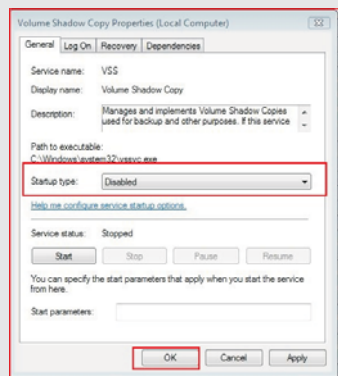 Volume Shadow Copy Properties (Local Computer)
General Log On Recovery Dependencies
Service name: VSS
Display name: Volume Shadow Copy
Description: Manages and implements Volume Shadow Copies
used for backup and other purposes. If this service
Path to executable:
C:\Windows\system32\vssvc.exe
Startup type: Disabled
Help me configure service startup options.
Service status: Stopped
Start Stop Pause Resume
You can specify the start parameters that apply when you start the service
from here.
Start parameters:
OK Cancel Apply